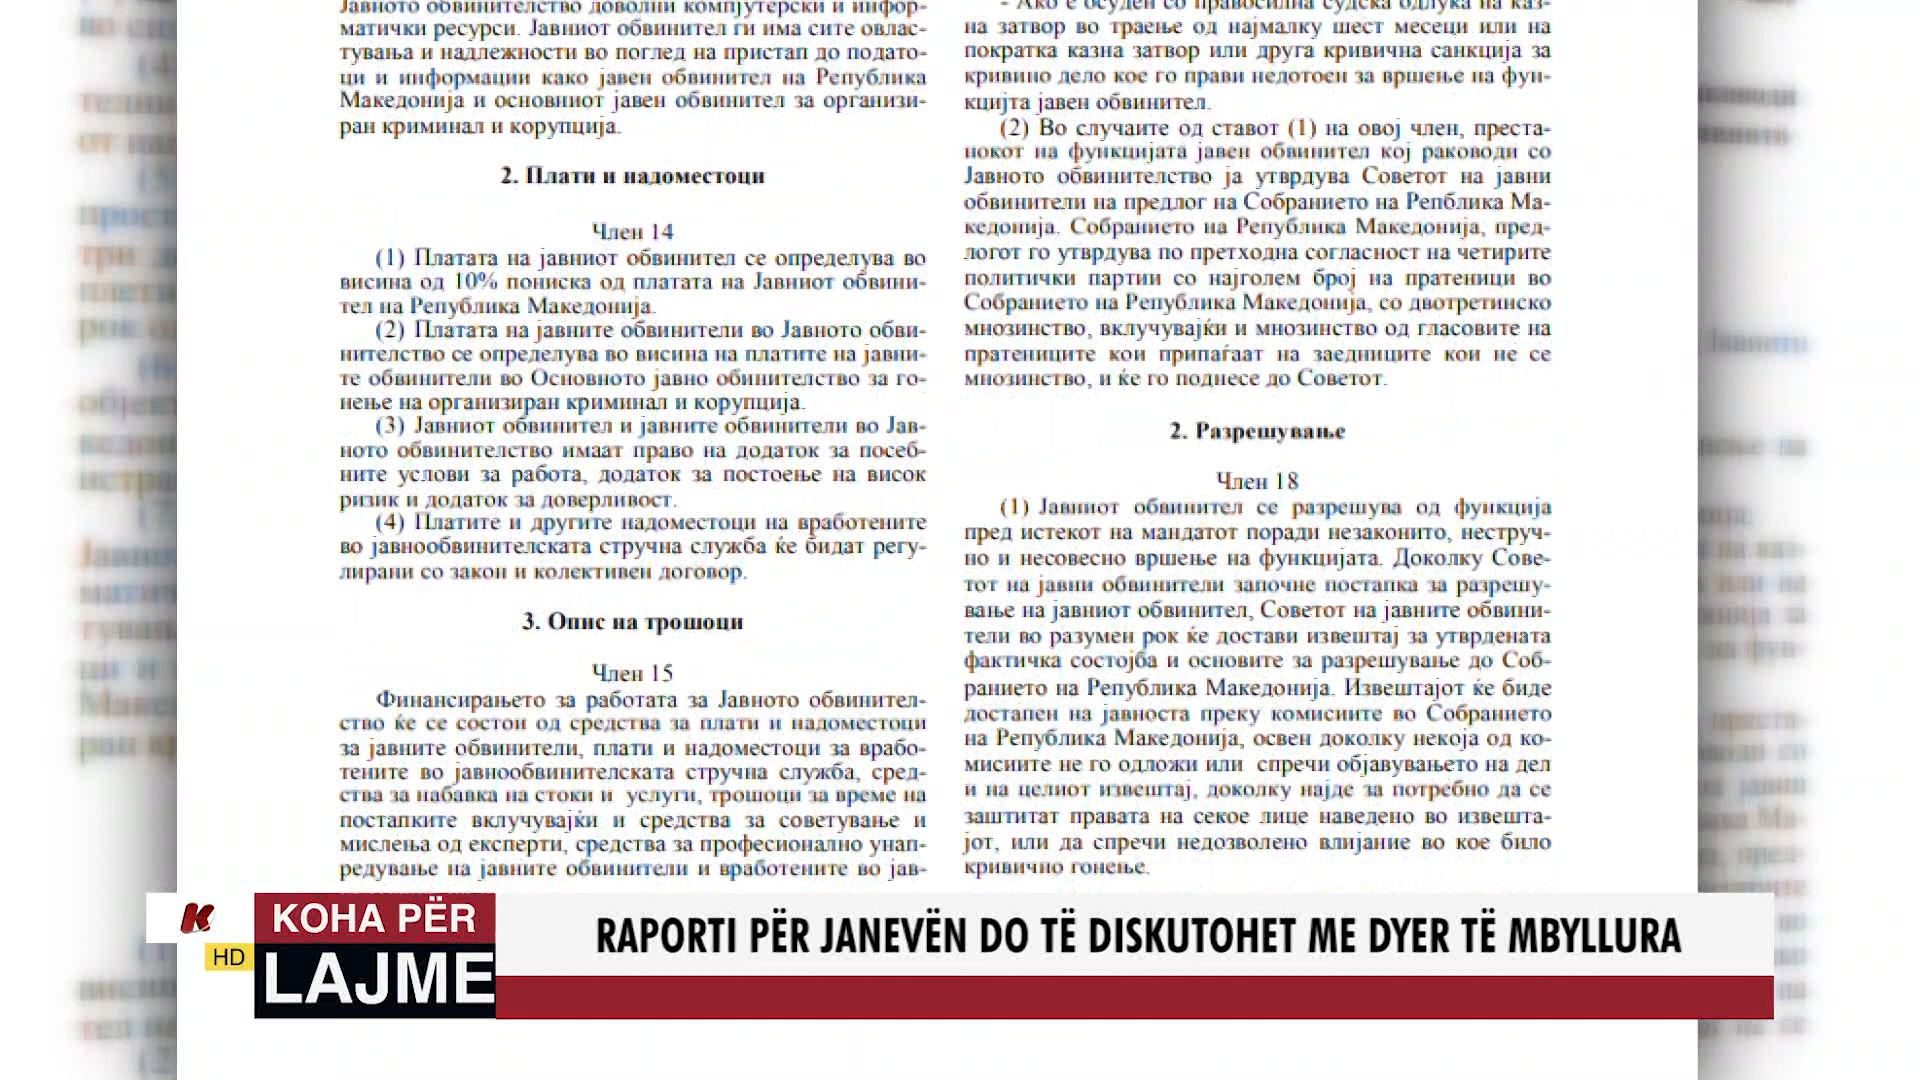 Јавното обвинителство доволни компјутерски и инфор-
матички ресурси. Јавниот обвинител ги има сите овлас-
тувања и надлежности во поглед на пристап до подато-
ци и информации како јавен обвинител на Република
Македонија и основниот јавен обвинител за организи-
ран криминал и корупција.
2. Плати и надоместоци
Член 14
(1) Платата на јавниот обвинител се определува во
висина од 10% пониска од платата на Јавниот обвини-
тел на Република Македонија.
(2) Платата на јавните обвинители во Јавното обви-
нителство се определува во висина на платите на јавни-
те обвинители во Основното јавно обинителство за го-
нење на организиран криминал и корупција.
(3) Јавниот обвинител и јавните обвинители во Јав-
ното обвинителство имаат право на додаток за посеб-
ните услови за работа, додаток за постоење на висок
ризик и додаток за доверливост.
(4) Платите и другите надоместоци на вработените
во јавнообвинителската стручна служба ќе бидат регу-
лирани со закон и колективен договор.
3. Опис на трошоци
Член 15
Финансирањето за работата за Јавното обвинител-
ство ќе се состои од средства за плати и надоместоци
за јавните обвинители, плати и надоместоци за врабо-
тените во јавнообвинителската стручна служба, сред-
ства за набавка на стоки и услуги, трошоци за време на
постапките вклучувајќи и средства за советување и
мислења од експерти, средства за професионално унап-
редување на јавните обвинители и вработените во јав-
- Ако е осуден со правосилна судска одлука на каз-
на затвор во траење од најмалку шест месеци или на
пократка казна затвор или друга кривична санкција за
кривино дело кое го прави недотоен за вршење на фун-
кцијта јавен обвинител.
(2) Во случаите од ставот (1) на овој член, преста-
нокот на функцијата јавен обвинител кој раководи со
Јавното обвинителство ја утврдува Советот на јавни
обвинители на предлог на Собранието на Репблика Ма-
кедонија. Собранието на Република Македонија, пред-
логот го утврдува по претходна согласност на четирите
политички партии со најголем број на пратеници во
Собранието на Република Македонија, со двотретинско
мнозинство, вклучувајќи и мнозинство од гласовите на
пратениците кои припаѓаат на заедниците кои не се
мнозинство, и ќе го поднесе до Советот.
2. Разрешување
Член 18
(1) Јавниот обвинител се разрешува од функција
пред истекот на мандатот поради незаконито, неструч-
но и несовесно вршење на функцијата. Доколку Сове-
тот на јавни обвинители започне постапка за разрешу-
вање на јавниот обвинител, Советот на јавните обвини-
тели во разумен рок ќе достави извештај за утврдената
фактичка состојба и основите за разрешување до Соб-
ранието на Република Македонија. Извештајот ќе биде
достапен на јавноста преку комисиите во Собранието
на Република Македонија, освен доколку некоја од ко-
мисиите не го одложи или спречи објавувањето на дел
и на целиот извештај, доколку најде за потребно да се
заштитат правата на секое лице наведено во извешта-
јот, или да спречи недозволено влијание во кое било
кривично гонење.
K
HD
KOHA PËR
LAJME
RAPORTI PËR JANEVËN DO TË DISKUTOHET ME DYER TË MBYLLURA